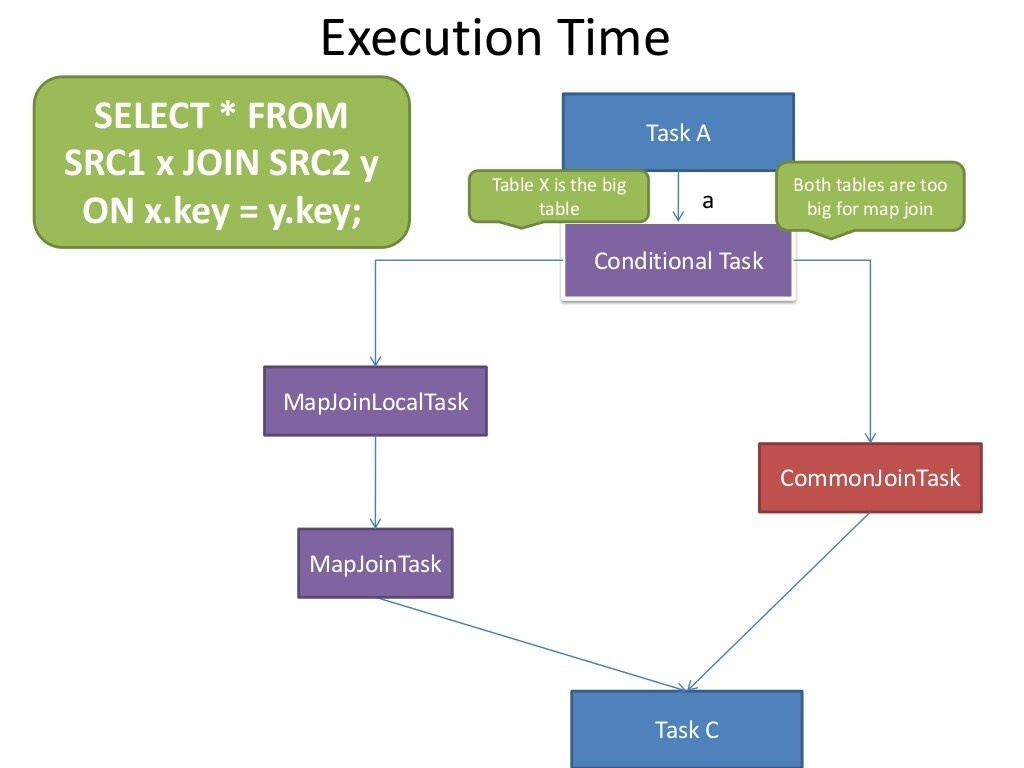 Execution Time
SELECT * FROM
SRC1 x JOIN SRC2 y
ON x.key = y.key;
Task A
Table X is the big
table
a
Both tables are too
big for map join
Conditional Task
MapJoinLocalTask
CommonJoinTask
MapJoinTask
Task C